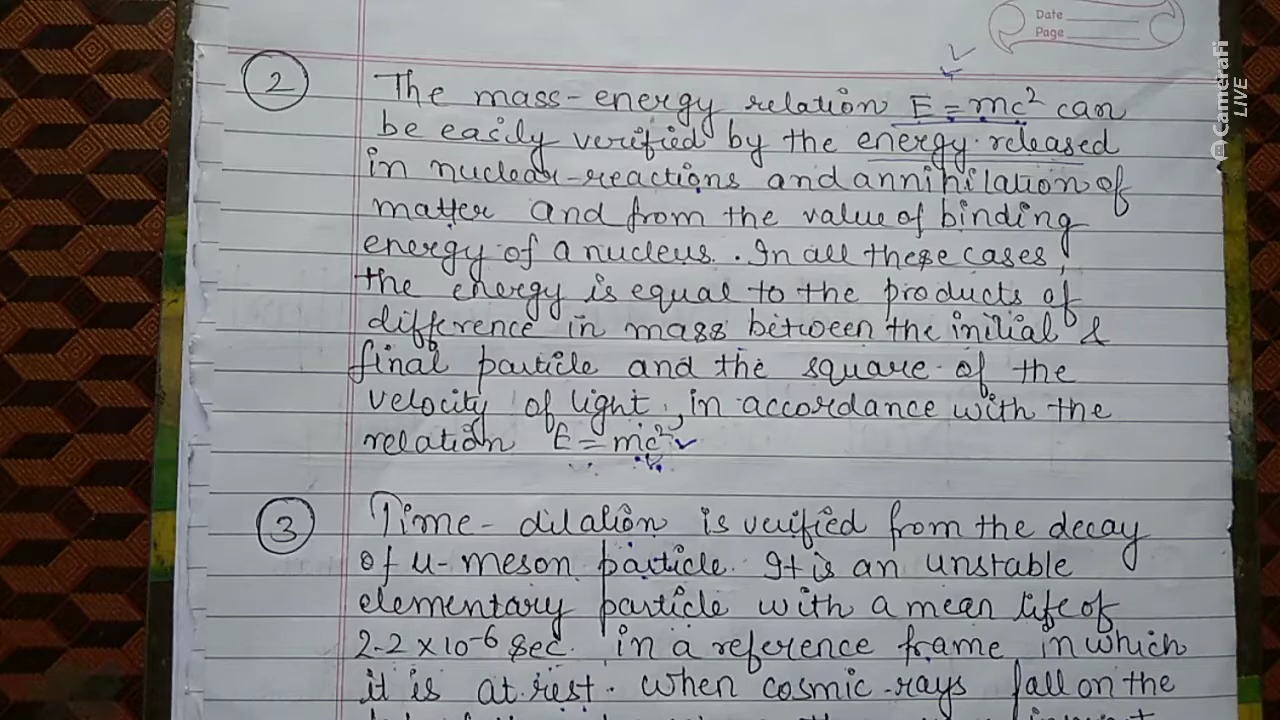 Date
Page
CameraFi
LIVE
2 The mass-energy relation E=mc² can
be easily verified by the energy released
in nuclear-reactions and annihilation of
matter and from the value of binding
energy of a nucleus. In all these cases,
the energy is equal to the products of
difference in mass between the initial &
final particle and the square of the
velocity of light, in accordance with the
relation E=mc²
3 Time-dilation is verified from the decay
of u-meson particle. It is an unstable
elementary particle with a mean life of
2.2 x 10-6 sec. in a reference frame in which
it is at rest. When cosmic-rays fall on the